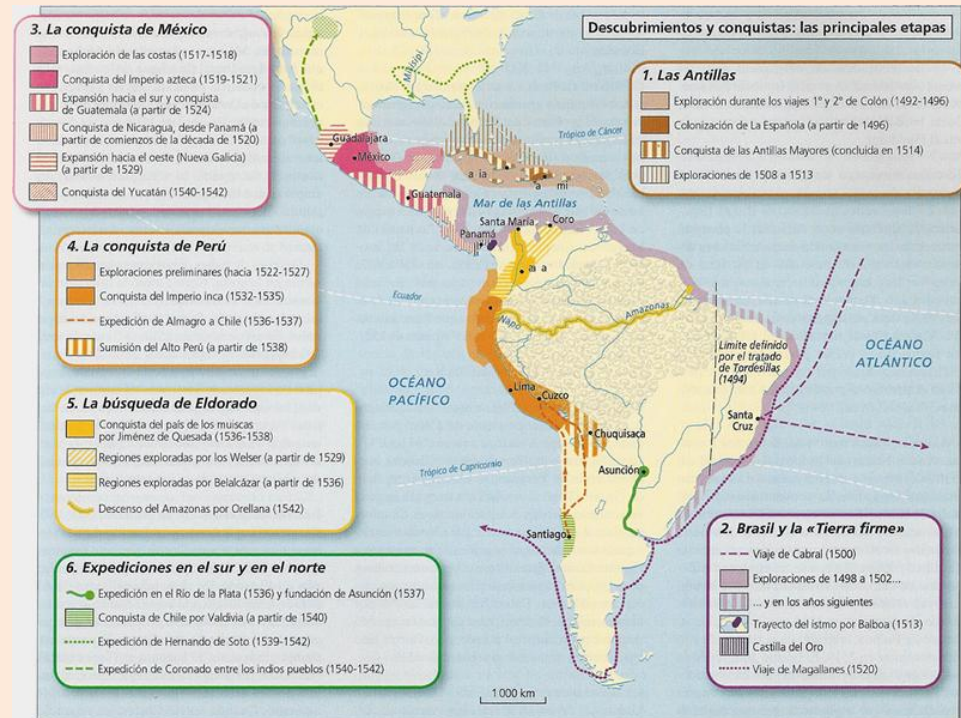 Descubrimientos y conquistas: las principales etapas
3. La conquista de México
Exploración de las costas (1517-1518)
Conquista del Imperio azteca (1519-1521)
Expansión hacia el sur y conquista
de Guatemala (a partir de 1524)
Conquista de Nicaragua, desde Panamá (a
partir de comienzos de la década de 1520)
Expansión hacia el oeste (Nueva Galicia)
(a partir de 1529)
Conquista del Yucatán (1540-1542)
1. Las Antillas
Exploración durante los viajes 1º y 2º de Colón (1492-1496)
Colonización de La Española (a partir de 1496)
Conquista de las Antillas Mayores (concluida en 1514)
Exploraciones de 1508 a 1513
4. La conquista de Perú
Exploraciones preliminares (hacia 1522-1527)
Conquista del Imperio inca (1532-1535)
Expedición de Almagro a Chile (1536-1537)
Sumisión del Alto Perú (a partir de 1538)
5. La búsqueda de Eldorado
Conquista del país de los muiscas
por Jiménez de Quesada (1536-1538)
Regiones exploradas por los Welser (a partir de 1529)
Regiones exploradas por Belalcázar (a partir de 1536)
Descenso del Amazonas por Orellana (1542)
6. Expediciones en el sur y en el norte
Expedición en el Río de la Plata (1536) y fundación de Asunción (1537)
Conquista de Chile por Valdivia (a partir de 1540)
Expedición de Hernando de Soto (1539-1542)
Expedición de Coronado entre los indios pueblos (1540-1542)
2. Brasil y la «Tierra firme»
Viaje de Cabral (1500)
Exploraciones de 1498 a 1502...
... y en los años siguientes
Trayecto del istmo por Balboa (1513)
Castilla del Oro
Viaje de Magallanes (1520)
Misisipí
Trópico de Cáncer
Guadalajara
México
Guatemala
Mar de las Antillas
Santa María
Coro
Panamá
Ecuador
Napo
Amazonas
Límite definido
por el tratado
de Tordesillas
(1494)
OCÉANO
ATLÁNTICO
OCÉANO
PACÍFICO
Lima
Cuzco
Chuquisaca
Santa
Cruz
Asunción
Trópico de Capricornio
Santiago
1 000 km